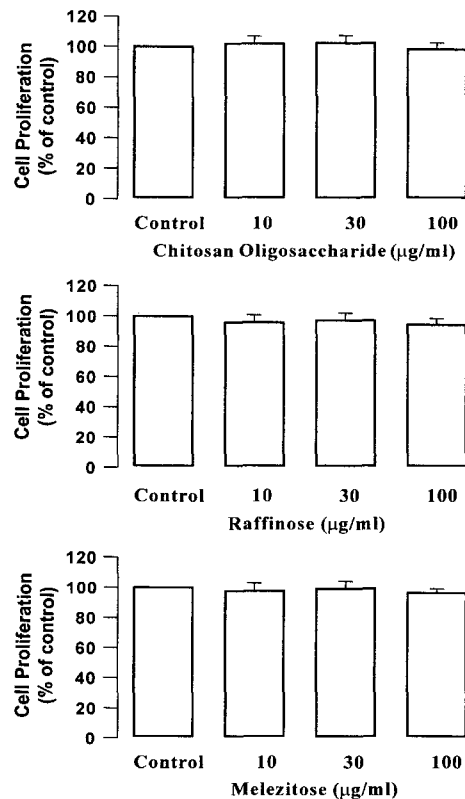 Cell Proliferation
(% of control)
120
100
80
60
40
20
0
Control 10 30 100
Chitosan Oligosaccharide (μg/ml)
Cell Proliferation
(% of control)
120
100
80
60
40
20
0
Control 10 30 100
Raffinose (μg/ml)
Cell Proliferation
(% of control)
120
100
80
60
40
20
0
Control 10 30 100
Melezitose (μg/ml)